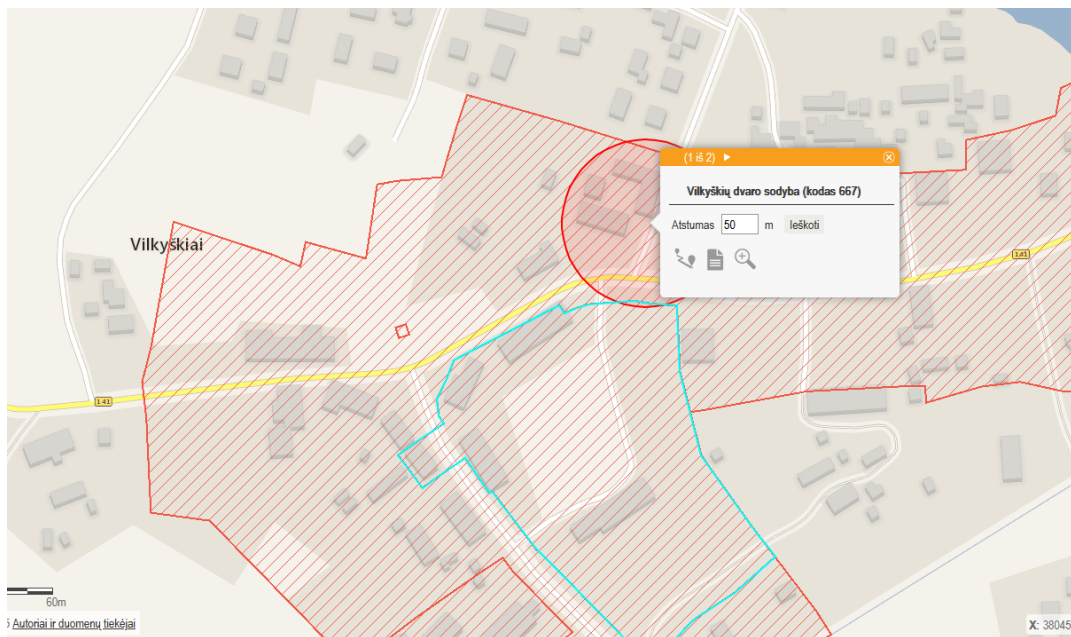 (1 iš 2)
Vilkyškių dvaro sodyba (kodas 667)
Atstumas 50 m Ieškoti
Vilkyškiai
141
141
60m
5 Autoriai ir duomenų tiekėjai
X: 38045